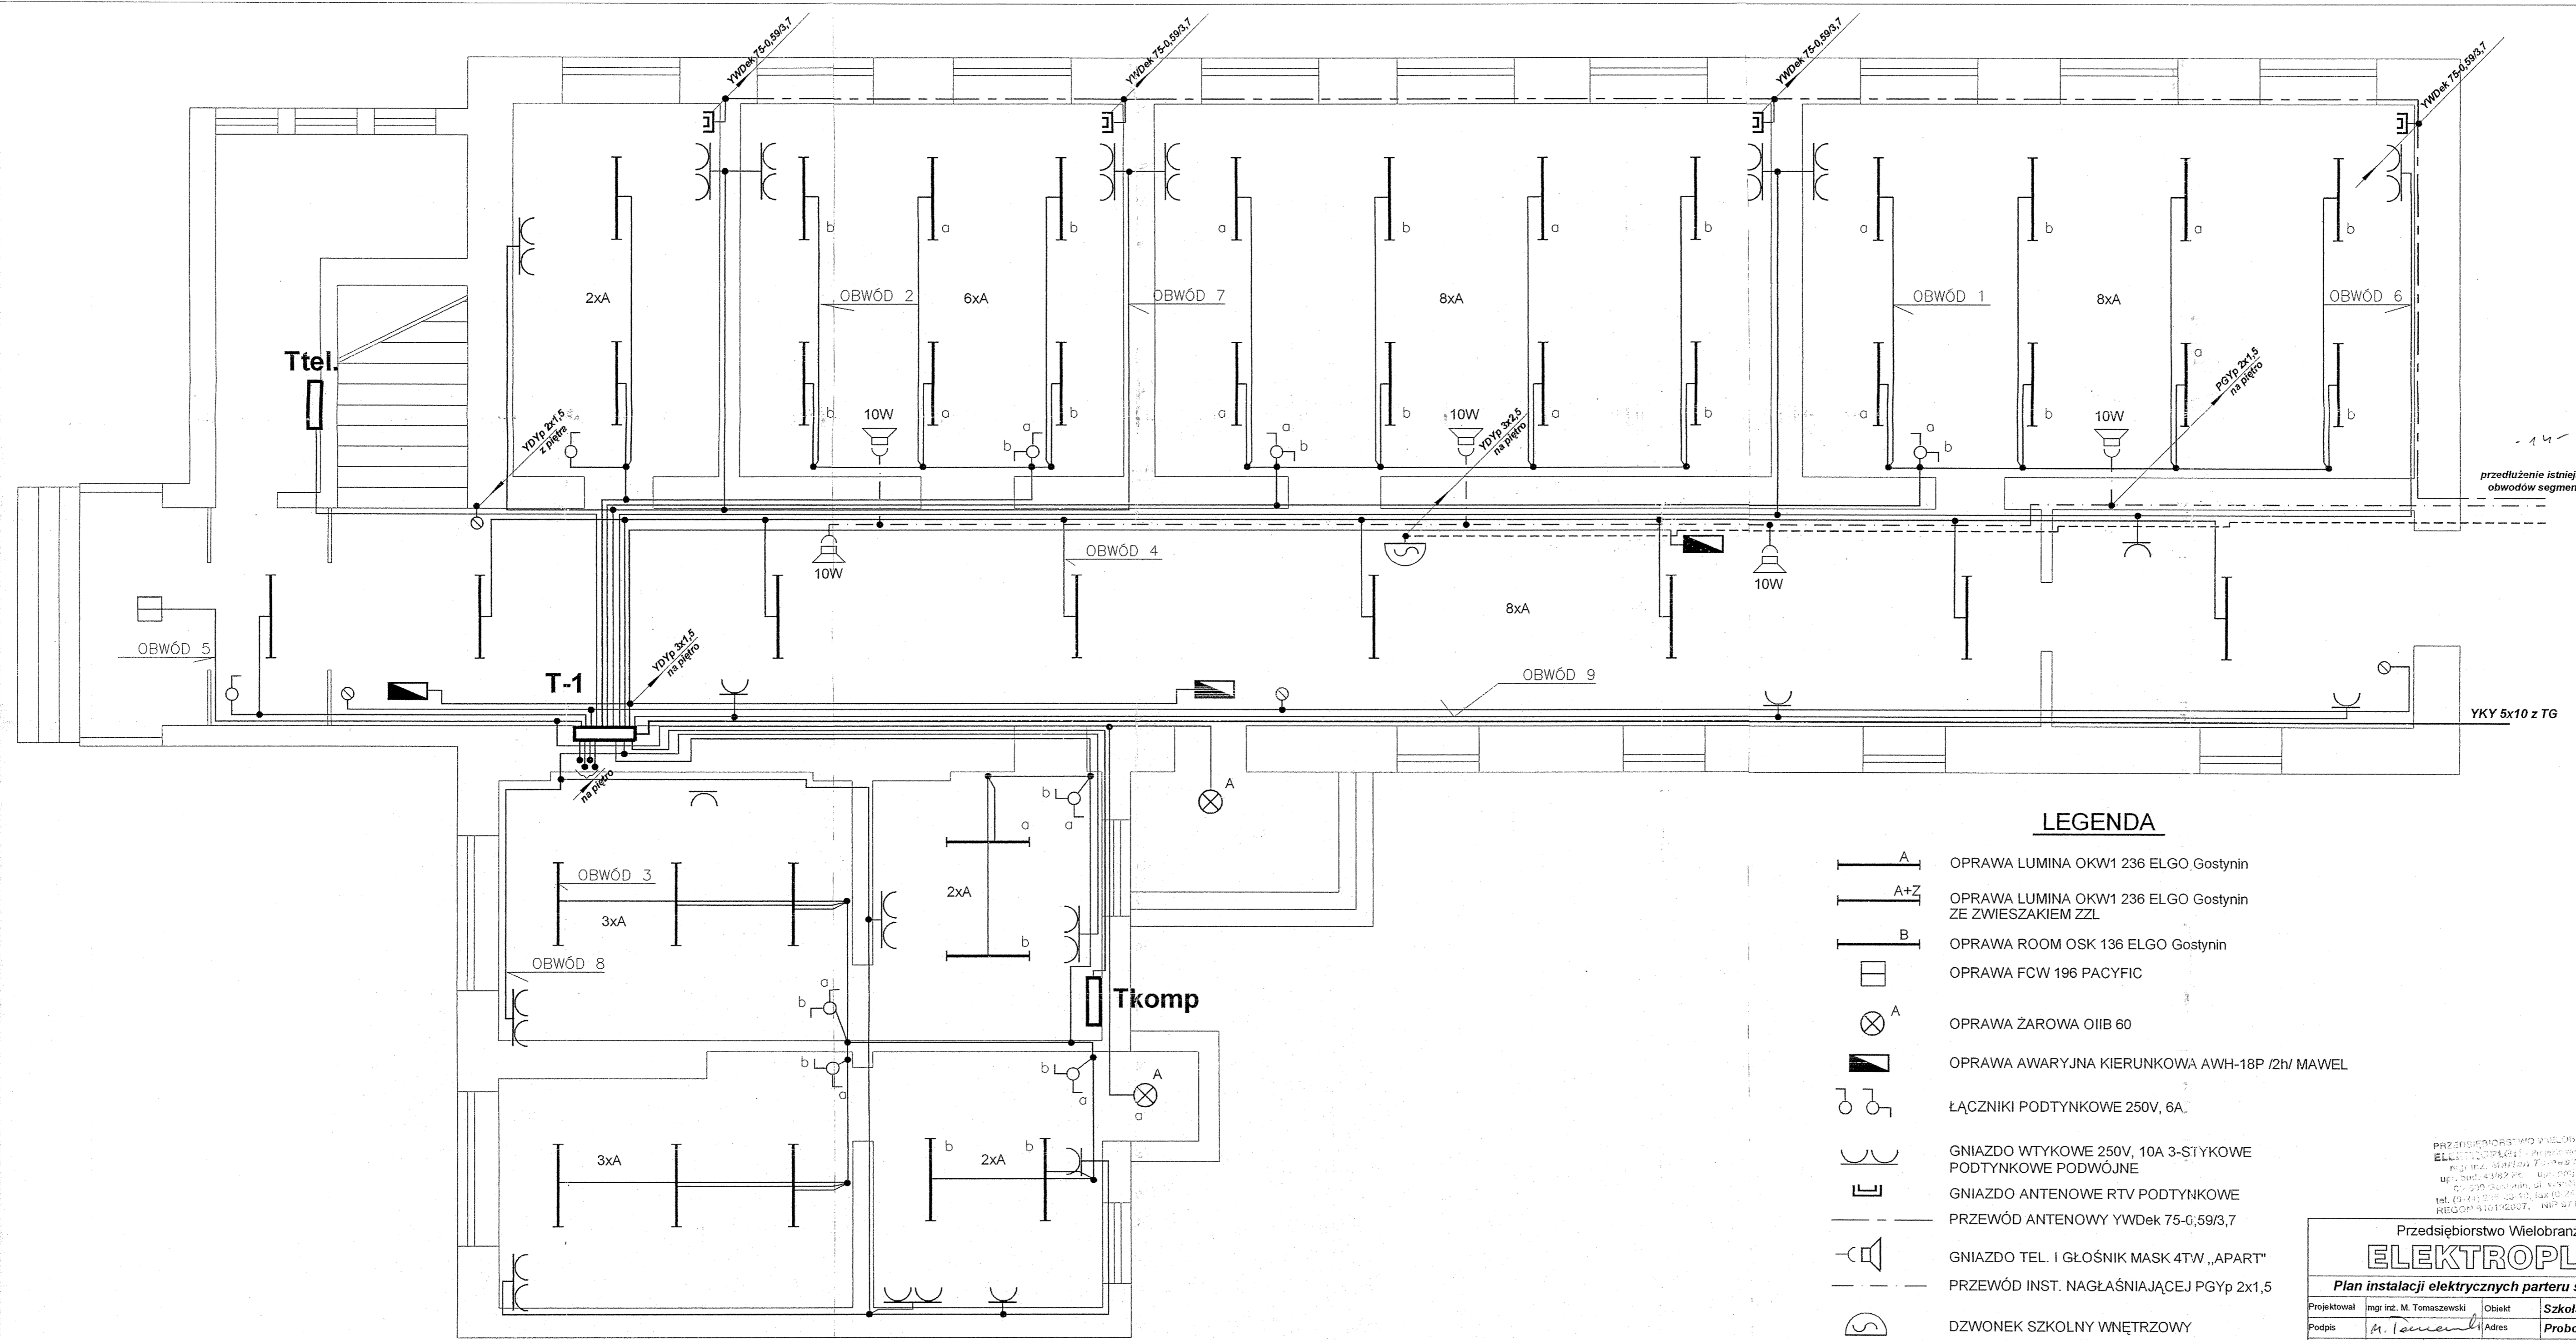 YWDek 75-0,59/3,7
YWDek 75-0,59/3,7
YWDek 75-0,59/3,7
YWDek 75-0,59/3,7
b
a
b
a
b
a
b
a
b
a
b
2xA
OBWÓD 2
6xA
OBWÓD 7
8xA
OBWÓD 1
8xA
OBWÓD 6
Ttel.
a
PGYp 2x1,5
na piętro
b
a
b
a
b
a
b
a
b
b
10W
10W
10W
YDYp 2x1,5
z piętra
a
b
a
b
YDYp 3x2,5
na piętro
a
b
- 14 -
przedłużenie istniej
obwodów segmen
10W
OBWÓD 4
10W
8xA
OBWÓD 5
YDYp 3x1,5
na piętro
T-1
OBWÓD 9
YKY 5x10 z TG
na piętro
A
b
a
a
LEGENDA
OBWÓD 3
3xA
2xA
b
OBWÓD 8
a
b
Tkomp
b
a
b
a
A
a
3xA
b
b
2xA
A
OPRAWA LUMINA OKW1 236 ELGO Gostynin
A+Z
OPRAWA LUMINA OKW1 236 ELGO Gostynin
ZE ZWIESZAKIEM ZZL
B
OPRAWA ROOM OSK 136 ELGO Gostynin
OPRAWA FCW 196 PACYFIC
A
OPRAWA ŻAROWA OIIB 60
OPRAWA AWARYJNA KIERUNKOWA AWH-18P /2h/ MAWEL
ŁĄCZNIKI PODTYNKOWE 250V, 6A
GNIAZDO WTYKOWE 250V, 10A 3-STYKOWE
PODTYNKOWE PODWÓJNE
GNIAZDO ANTENOWE RTV PODTYNKOWE
PRZEWÓD ANTENOWY YWDek 75-0,59/3,7
GNIAZDO TEL. I GŁOŚNIK MASK 4TW ,,APART"
PRZEWÓD INST. NAGŁAŚNIAJĄCEJ PGYp 2x1,5
DZWONEK SZKOLNY WNĘTRZOWY
PRZEDSIĘBIORSTWO WIELOB
Przedsiębiorstwo Wielobranż
ELEKTROPL
Plan instalacji elektrycznych parteru s
Projektował mgr inż. M. Tomaszewski Obiekt Szkoł
Podpis Adres Probo